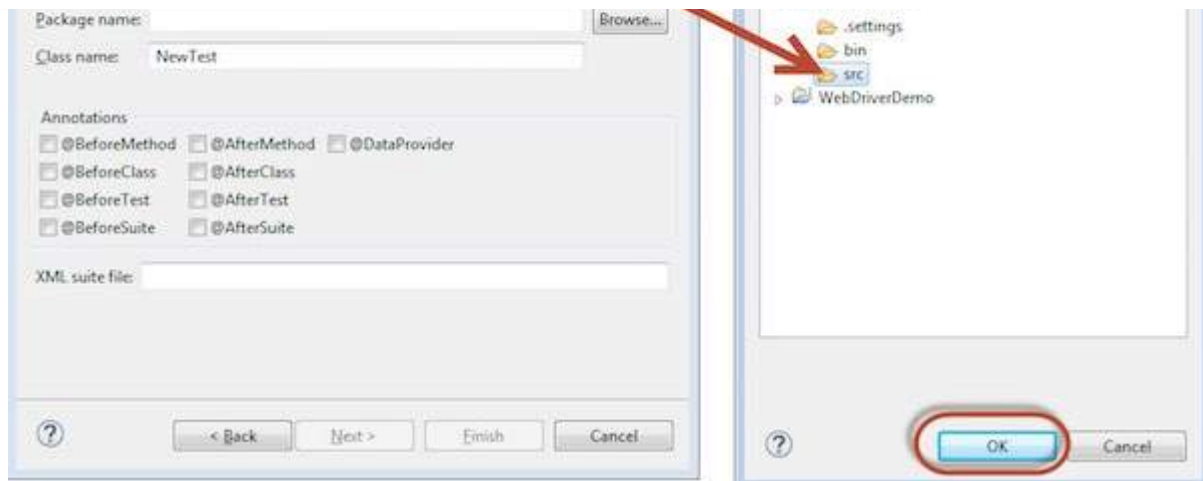 Package name:
Browse...
Class name: NewTest
Annotations
@BeforeMethod @AfterMethod @DataProvider
@BeforeClass @AfterClass
@BeforeTest @AfterTest
@BeforeSuite @AfterSuite
XML suite file:
< Back Next > Finish Cancel
.settings
bin
src
WebDriverDemo
OK Cancel